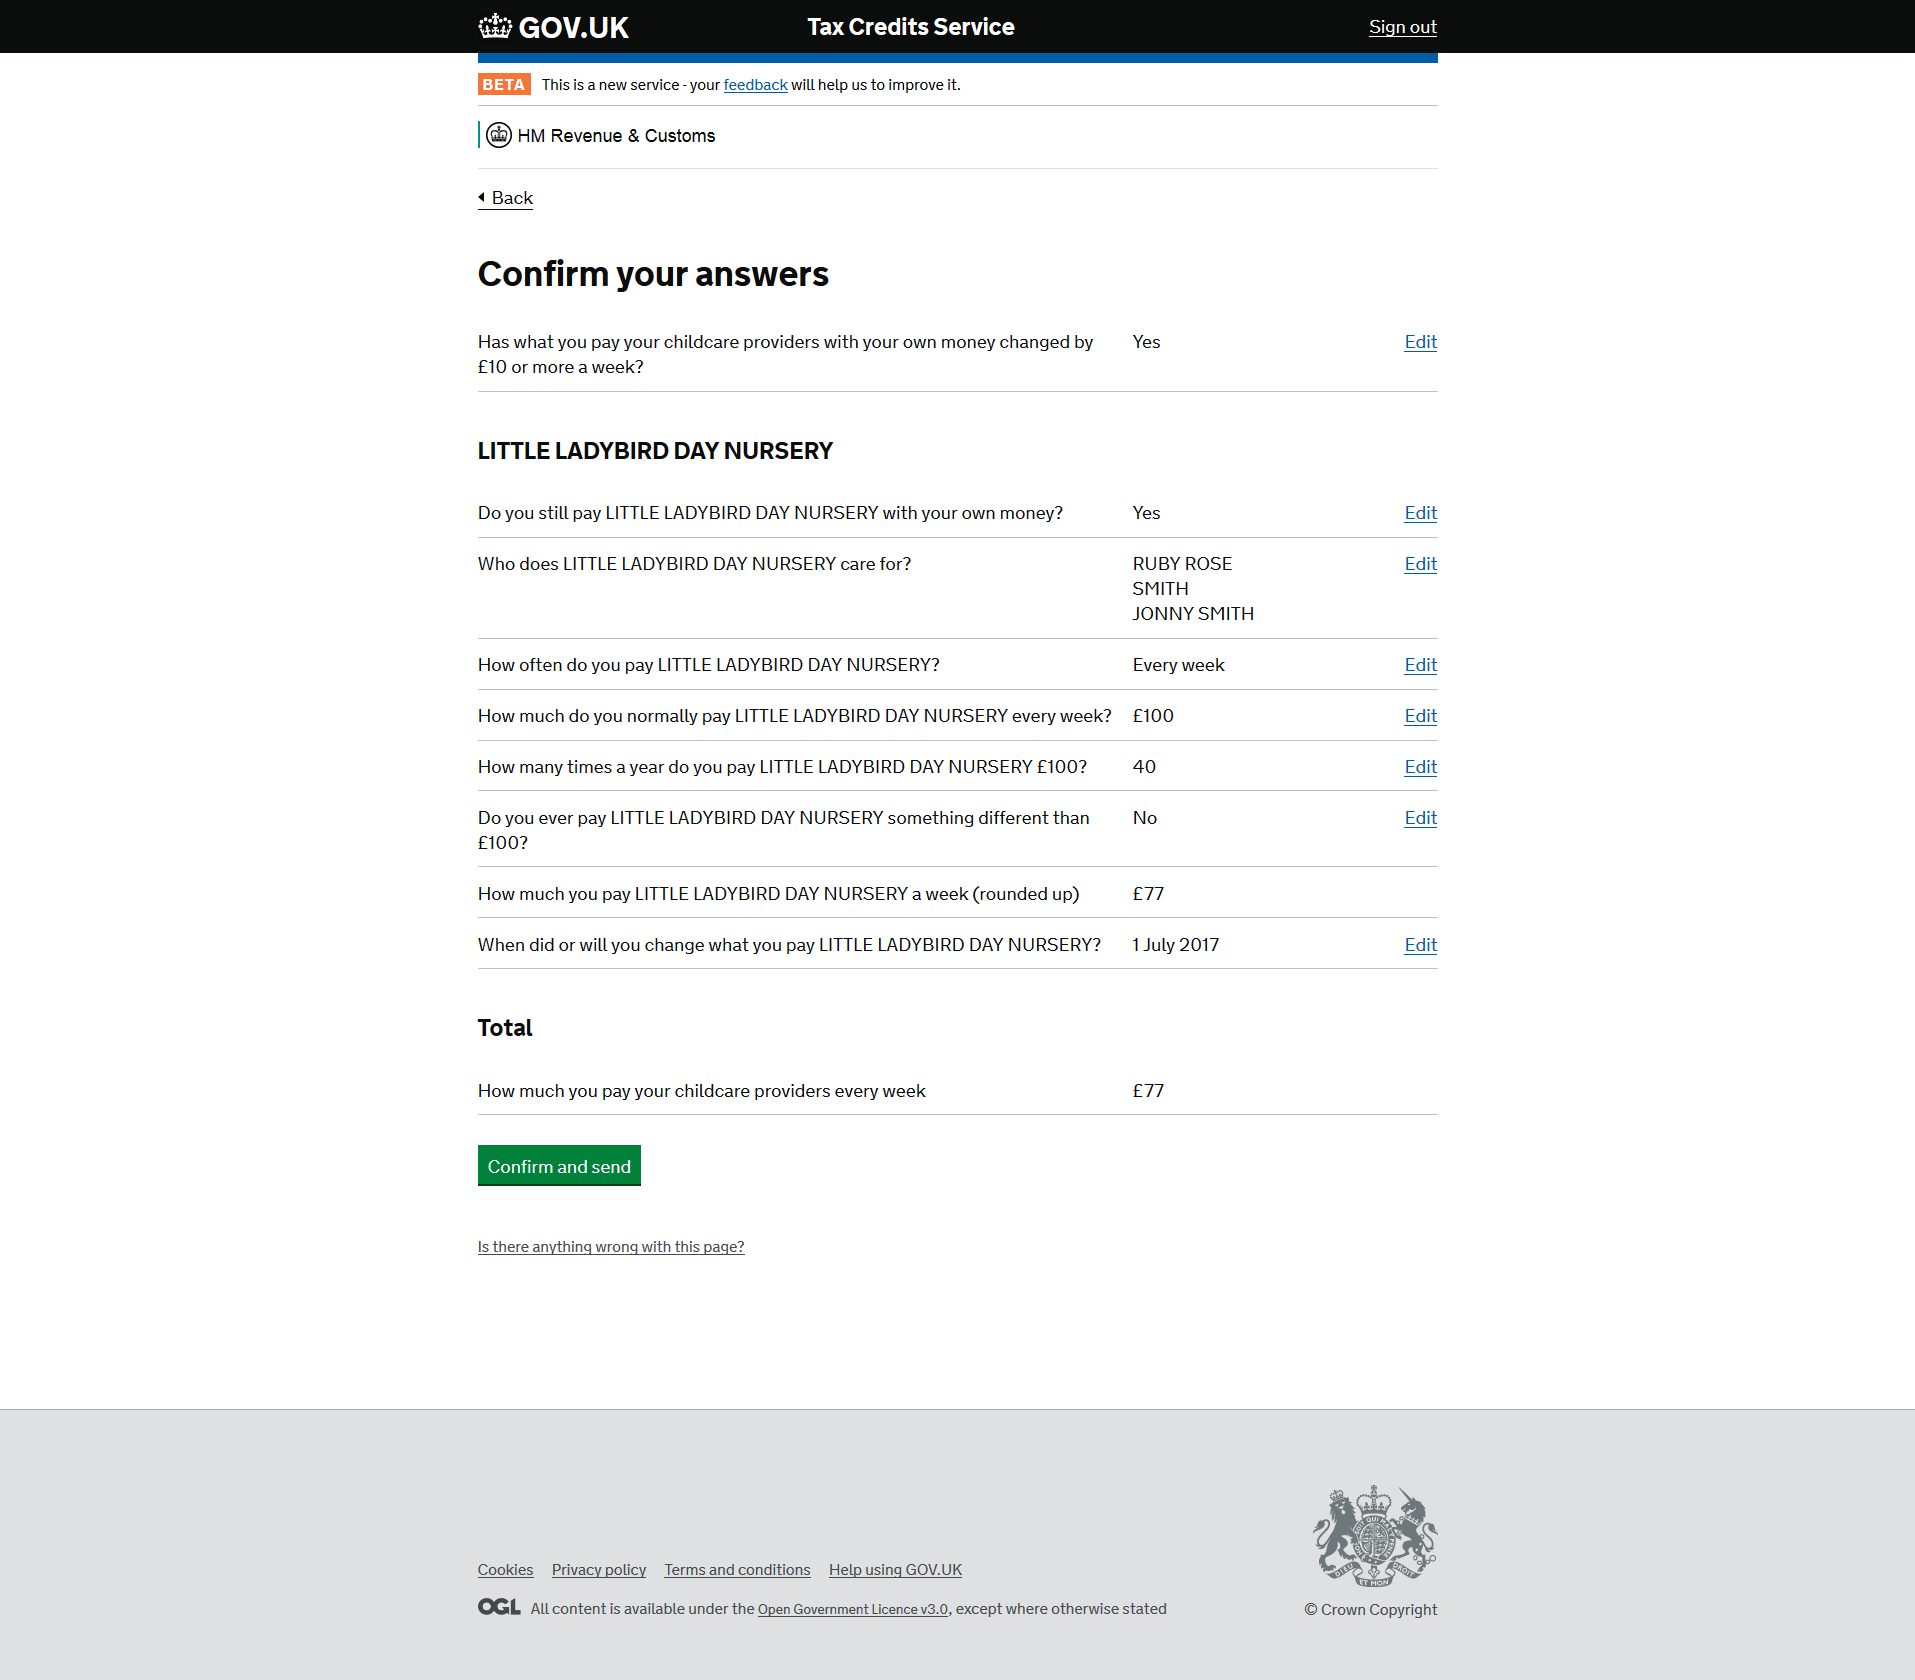 GOV.UK Tax Credits Service Sign out
BETA This is a new service - your feedback will help us to improve it.
HM Revenue & Customs
Back
Confirm your answers
Has what you pay your childcare providers with your own money changed by Yes Edit
£10 or more a week?
LITTLE LADYBIRD DAY NURSERY
Do you still pay LITTLE LADYBIRD DAY NURSERY with your own money? Yes Edit
Who does LITTLE LADYBIRD DAY NURSERY care for? RUBY ROSE Edit
SMITH
JONNY SMITH
How often do you pay LITTLE LADYBIRD DAY NURSERY? Every week Edit
How much do you normally pay LITTLE LADYBIRD DAY NURSERY every week? £100 Edit
How many times a year do you pay LITTLE LADYBIRD DAY NURSERY £100? 40 Edit
Do you ever pay LITTLE LADYBIRD DAY NURSERY something different than No Edit
£100?
How much you pay LITTLE LADYBIRD DAY NURSERY a week (rounded up) £77
When did or will you change what you pay LITTLE LADYBIRD DAY NURSERY? 1 July 2017 Edit
Total
How much you pay your childcare providers every week £77
Confirm and send
Is there anything wrong with this page?
Cookies Privacy policy Terms and conditions Help using GOV.UK
OGL All content is available under the Open Government Licence v3.0, except where otherwise stated
© Crown Copyright